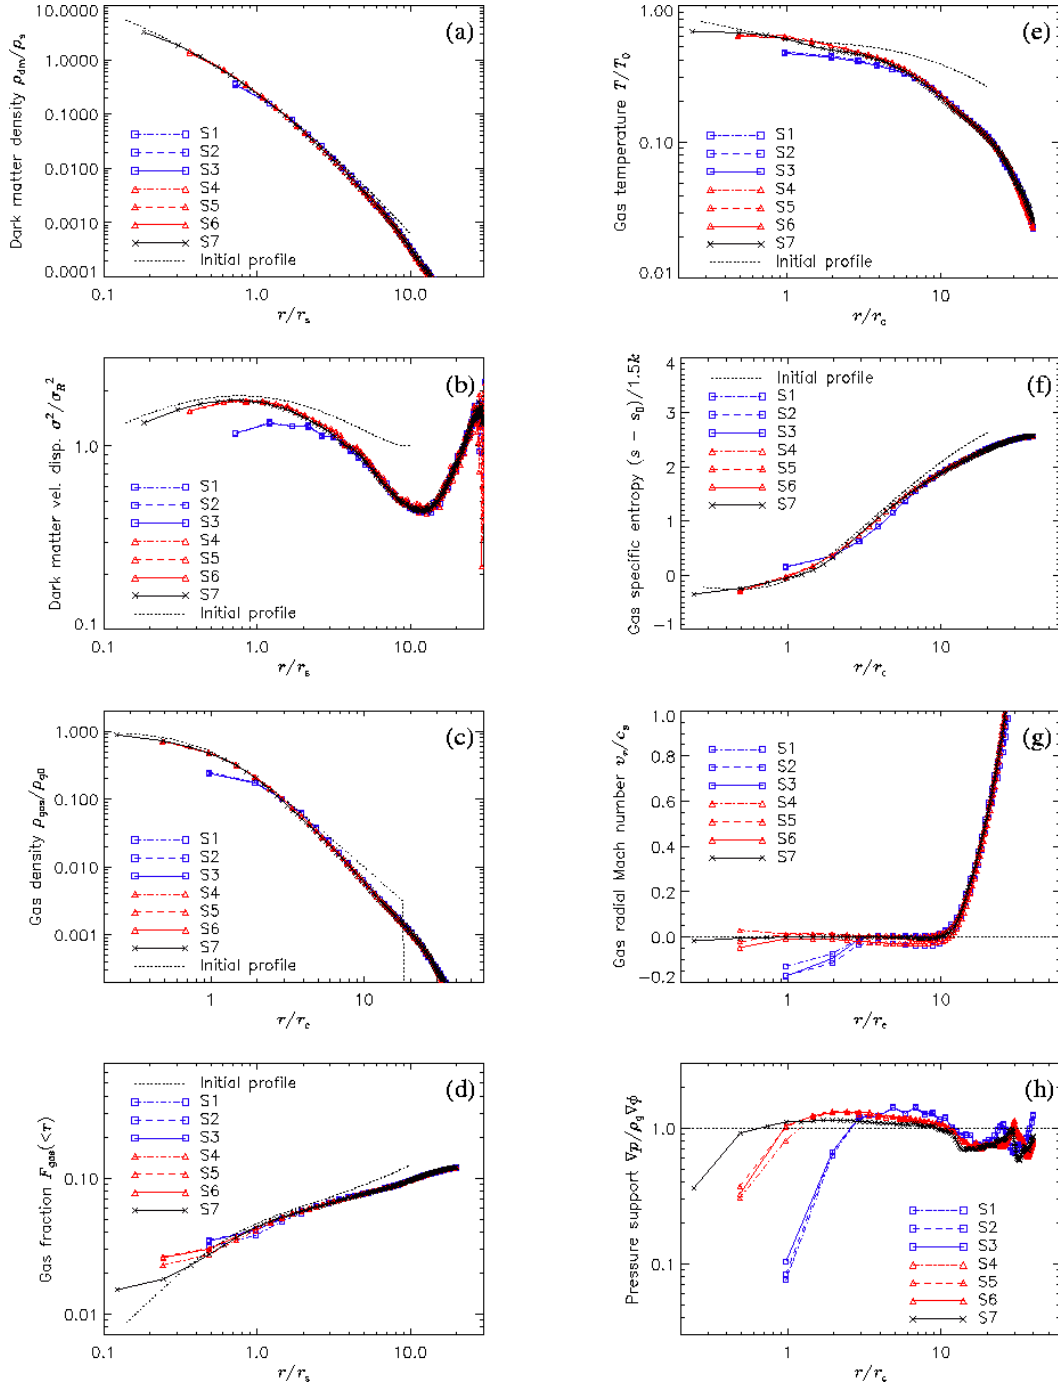 (a)
Dark matter density ρdm/ρs
10.0000
1.0000
0.1000
0.0100
0.0010
0.0001
S1
S2
S3
S4
S5
S6
S7
Initial profile
0.1
1.0
10.0
r/rs
(e)
Gas temperature T/T0
1.00
0.10
0.01
S1
S2
S3
S4
S5
S6
S7
Initial profile
1
10
r/rc
(b)
Dark matter vel. disp. σ²/σR²
1.0
0.1
S1
S2
S3
S4
S5
S6
S7
Initial profile
0.1
1.0
10.0
r/rs
(f)
Gas specific entropy (s − s0)/1.5k
4
3
2
1
0
−1
Initial profile
S1
S2
S3
S4
S5
S6
S7
1
10
r/rc
(c)
Gas density ρgas/ρg0
1.000
0.100
0.010
0.001
S1
S2
S3
S4
S5
S6
S7
Initial profile
1
10
r/rc
(g)
Gas radial Mach number vr/cs
1.0
0.8
0.6
0.4
0.2
0.0
−0.2
S1
S2
S3
S4
S5
S6
S7
1
10
r/rc
(d)
Gas fraction Fgas(<r)
0.10
0.01
Initial profile
S1
S2
S3
S4
S5
S6
S7
0.1
1.0
10.0
r/rs
(h)
Pressure support ∇p/ρg∇ϕ
1.0
0.1
S1
S2
S3
S4
S5
S6
S7
1
10
r/rc